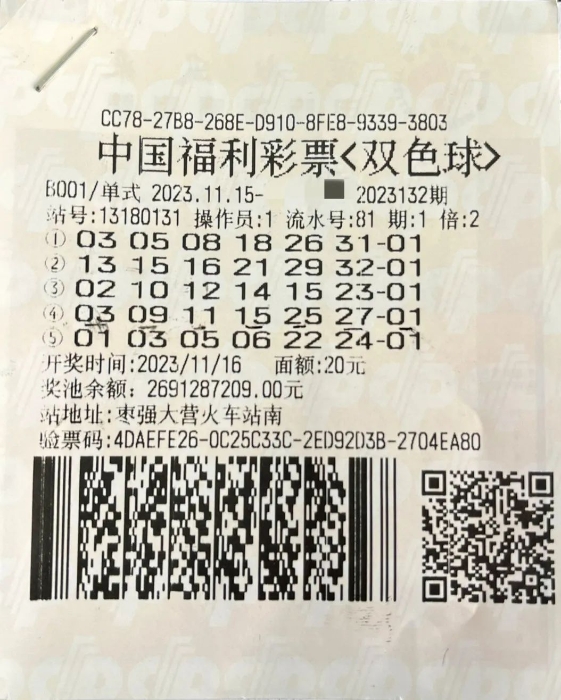 CC78-27B8-268E-D910-8FE8-9339-3803
中国福利彩票<双色球>
B001/单式 2023.11.15- 2023132期
站号:13180131 操作员:1 流水号:81 期:1 倍:2
① 03 05 08 18 26 31-01
② 13 15 16 21 29 32-01
③ 02 10 12 14 15 23-01
④ 03 09 11 15 25 27-01
⑤ 01 03 05 06 22 24-01
开奖时间:2023/11/16 面额:20元
奖池余额: 2691287209.00元
站地址:枣强大营火车站南
验票码:4DAEFE26-0C25C33C-2ED92D3B-2704EA80